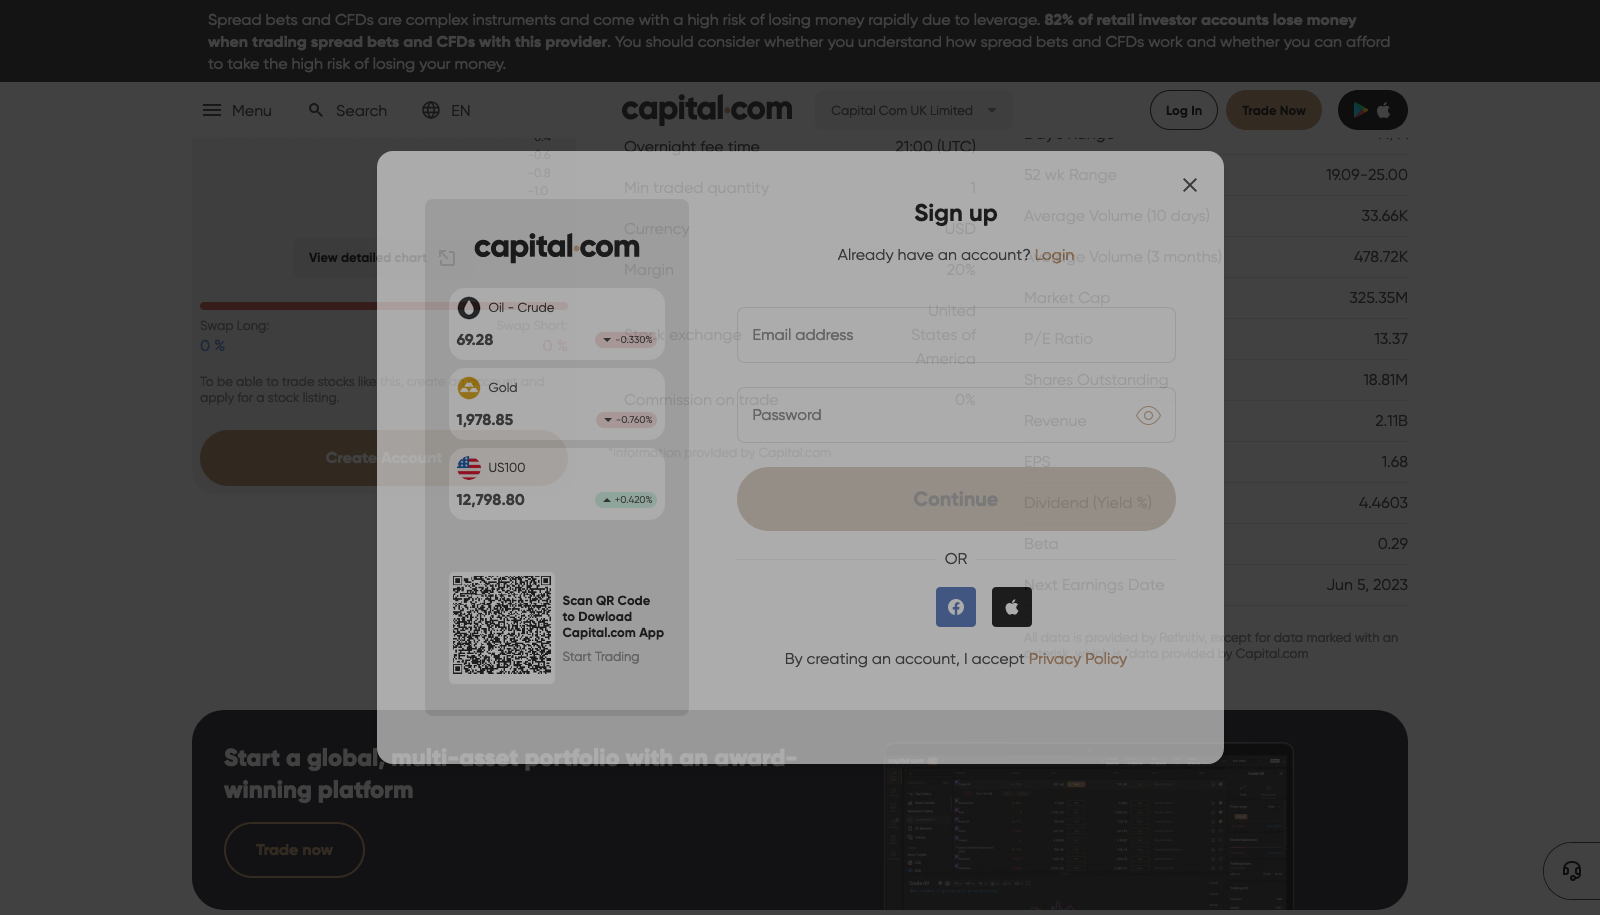 Spread bets and CFDs are complex instruments and come with a high risk of losing money rapidly due to leverage. 82% of retail investor accounts lose money
when trading spread bets and CFDs with this provider. You should consider whether you understand how spread bets and CFDs work and whether you can afford
to take the high risk of losing your money.
Menu
Search
EN
capital.com
Capital Com UK Limited
Log In
Trade Now
-0.6
-0.8
-1.0
View detailed chart
Swap Long:
0 %
Swap Short:
0 %
To be able to trade stocks like this, create
and
apply for a stock listing.
Create Account
Overnight fee time
21:00 (UTC)
Min traded quantity
1
Currency
USD
Margin
20%
Stock exchange
United
States of
America
Commission on trade
0%
*Information provided by Capital.com
52 wk Range
19.09-25.00
Average Volume (10 days)
33.66K
Average Volume (3 months)
478.72K
Market Cap
325.35M
P/E Ratio
13.37
Shares Outstanding
18.81M
Revenue
2.11B
EPS
1.68
Dividend (Yield %)
4.4603
Beta
0.29
Next Earnings Date
Jun 5, 2023
All data is provided by Refinitiv, except for data marked with an
"data provided by Capital.com
capital.com
Oil - Crude
69.28
-0.330%
Gold
1,978.85
-0.760%
US100
12,798.80
+0.420%
Scan QR Code
to Dowload
Capital.com App
Start Trading
Sign up
Already have an account? Login
Email address
Password
Continue
OR
By creating an account, I accept Privacy Policy
Start a global, multi-asset portfolio with an award-
winning platform
Trade now